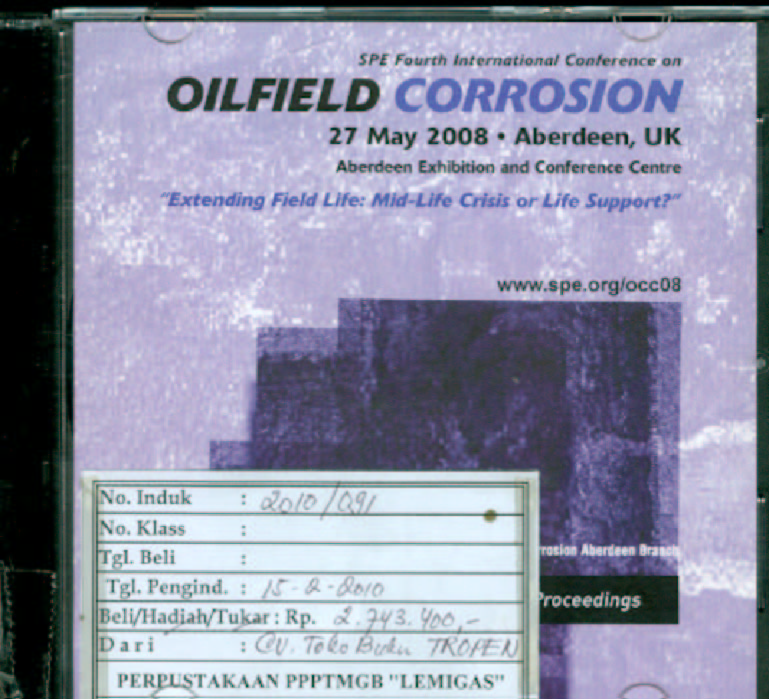 SPE Fourth International Conference on
OILFIELD CORROSION
27 May 2008 • Aberdeen, UK
Aberdeen Exhibition and Conference Centre
"Extending Field Life: Mid-Life Crisis or Life Support?"
www.spe.org/occ08
No. Induk : 2010/091
No. Klass :
Tgl. Beli :
Tgl. Pengind. : 15-2-2010
Beli/Hadiah/Tukar : Rp. 2.743.400,-
Dari : CV. Toko Buku TROPEN
PERPUSTAKAAN PPPTMGB "LEMIGAS"
rosion Aberdeen Branch
Proceedings